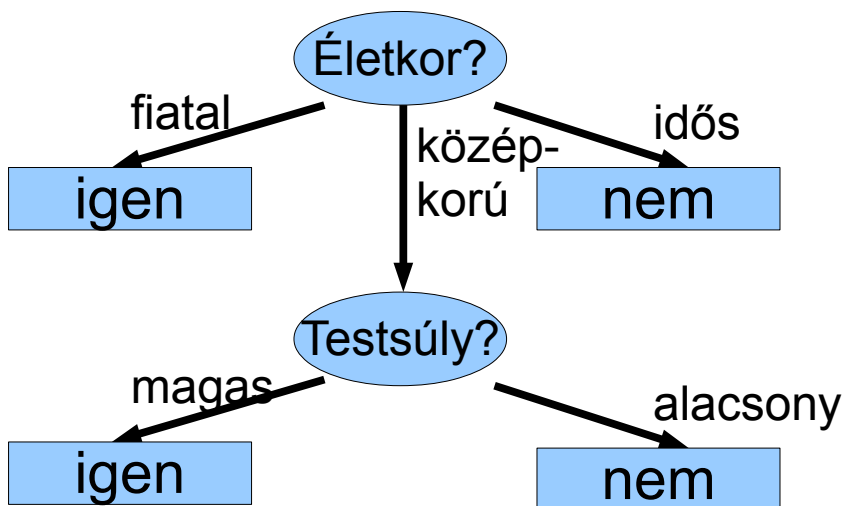 Életkor?
fiatal
közép-
korú
idős
igen
nem
Testsúly?
magas
alacsony
igen
nem